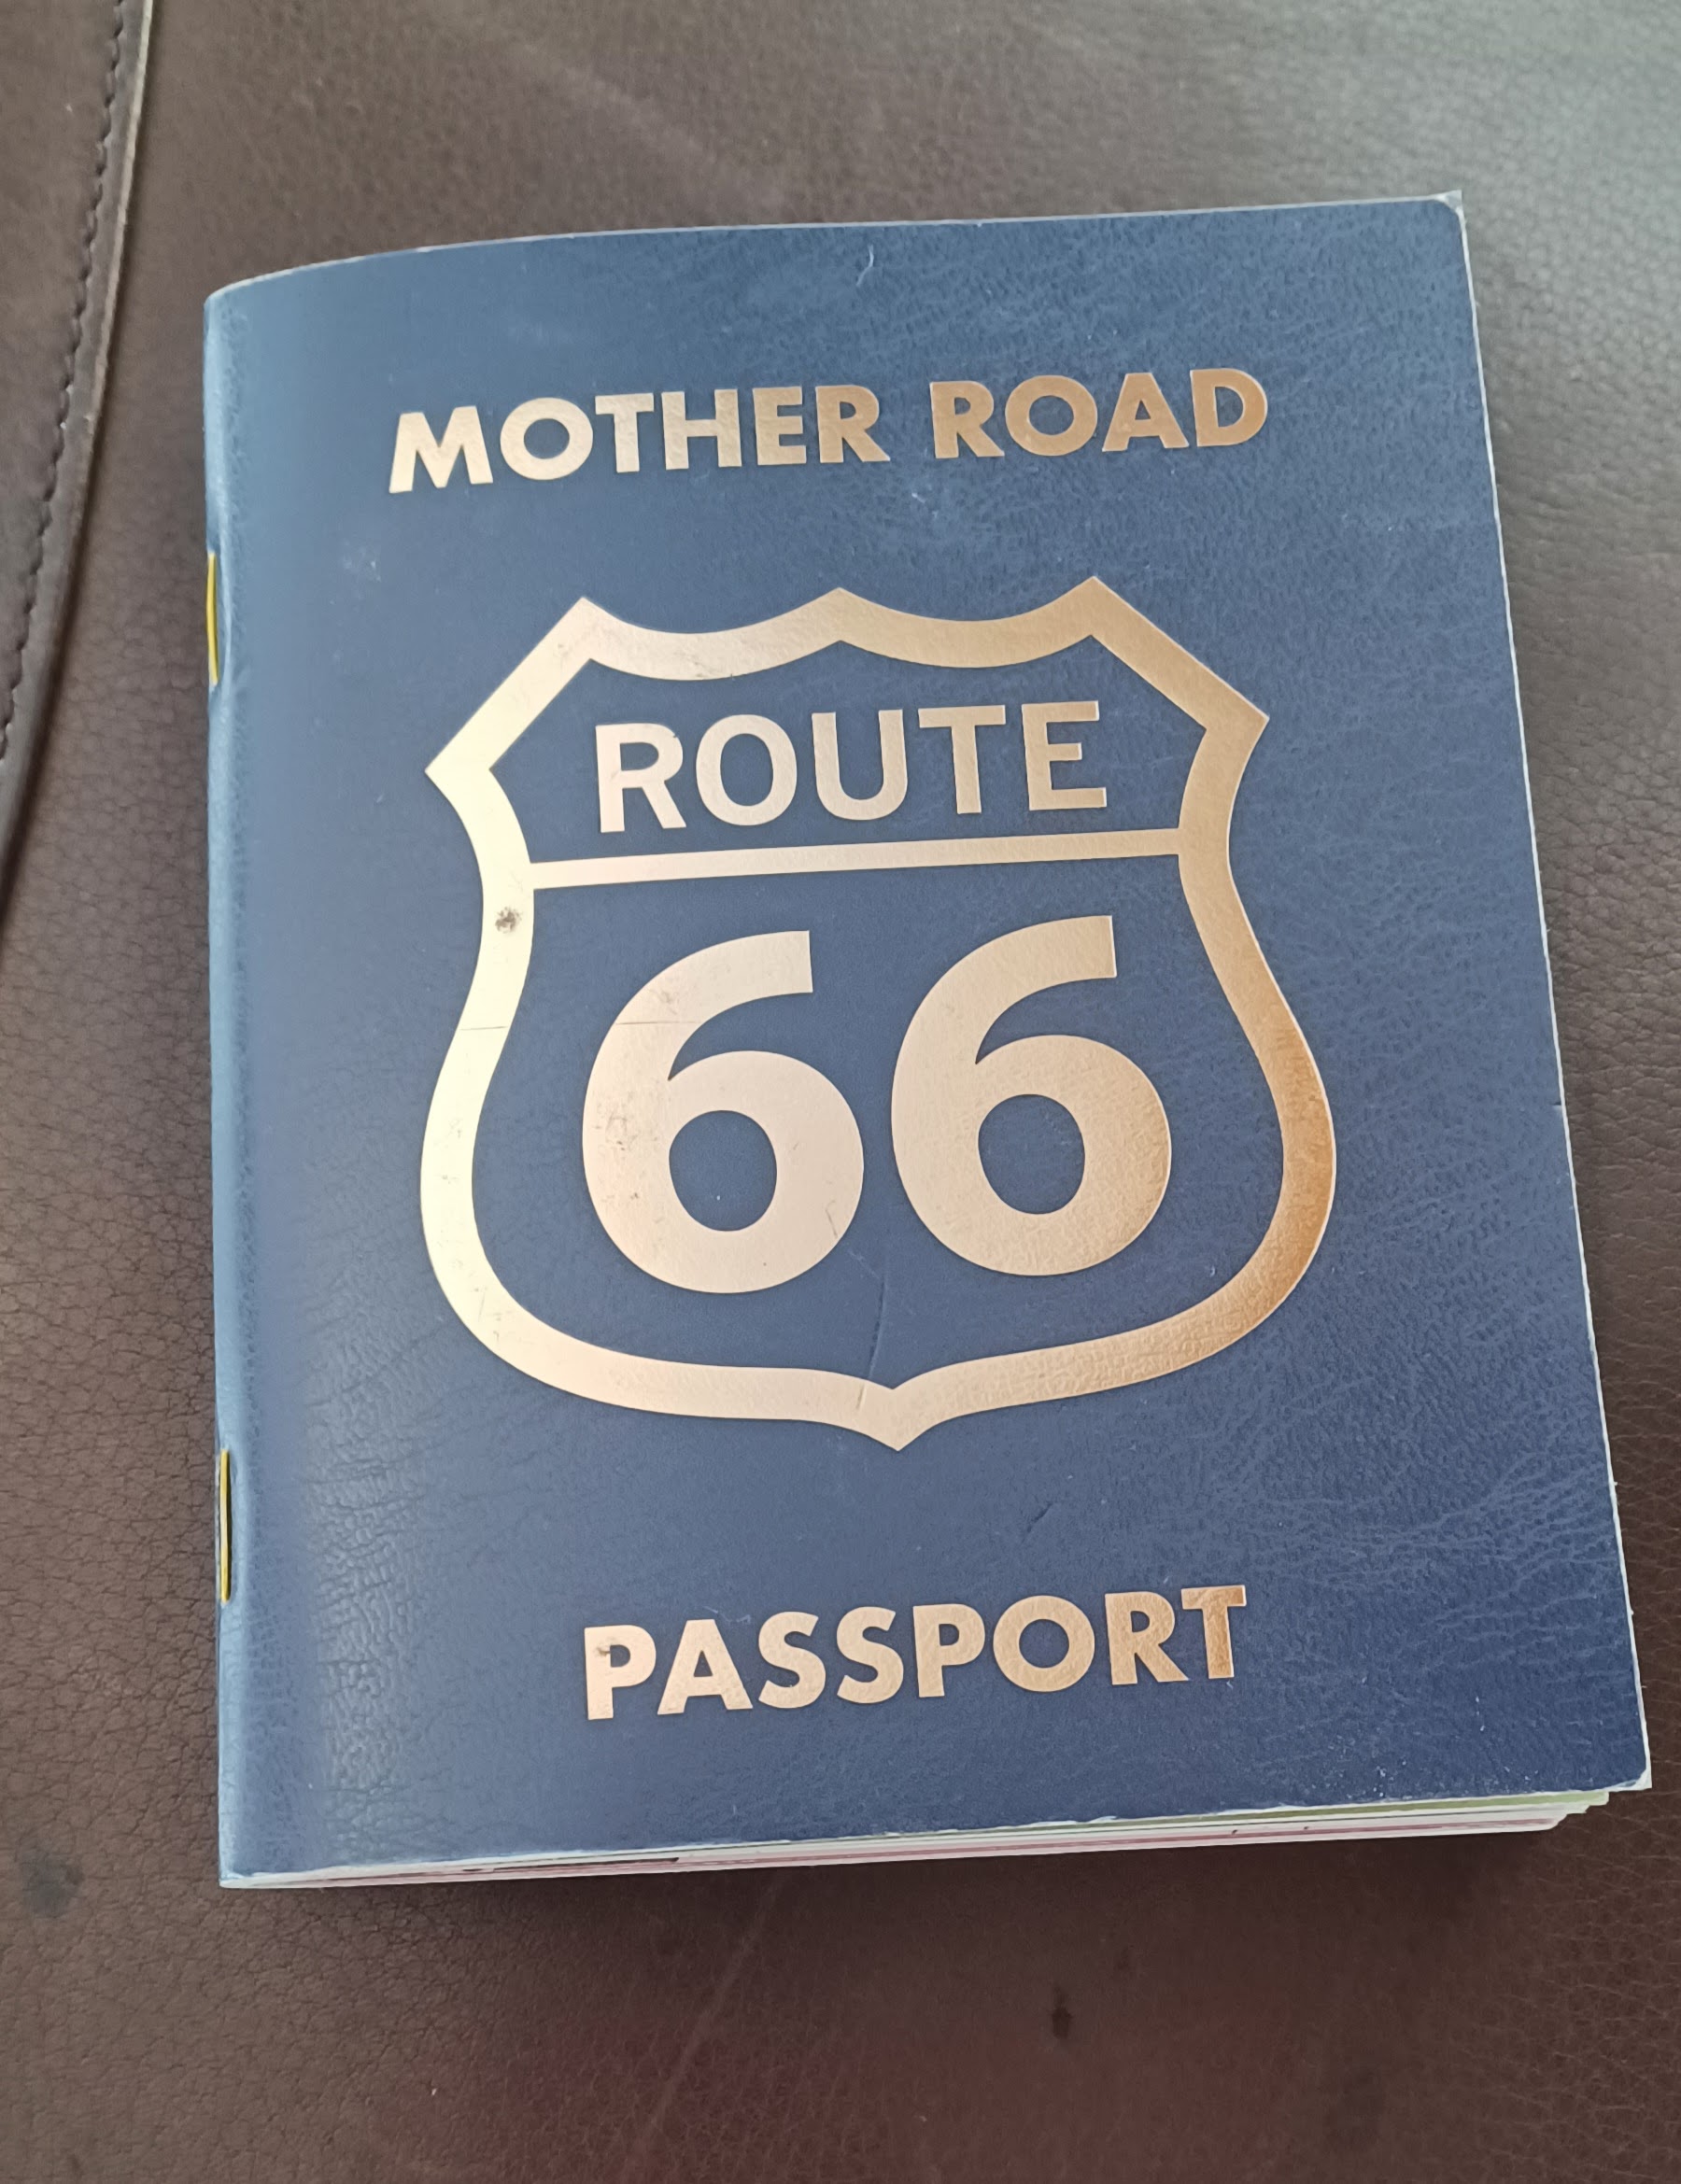 MOTHER ROAD
ROUTE
66
PASSPORT